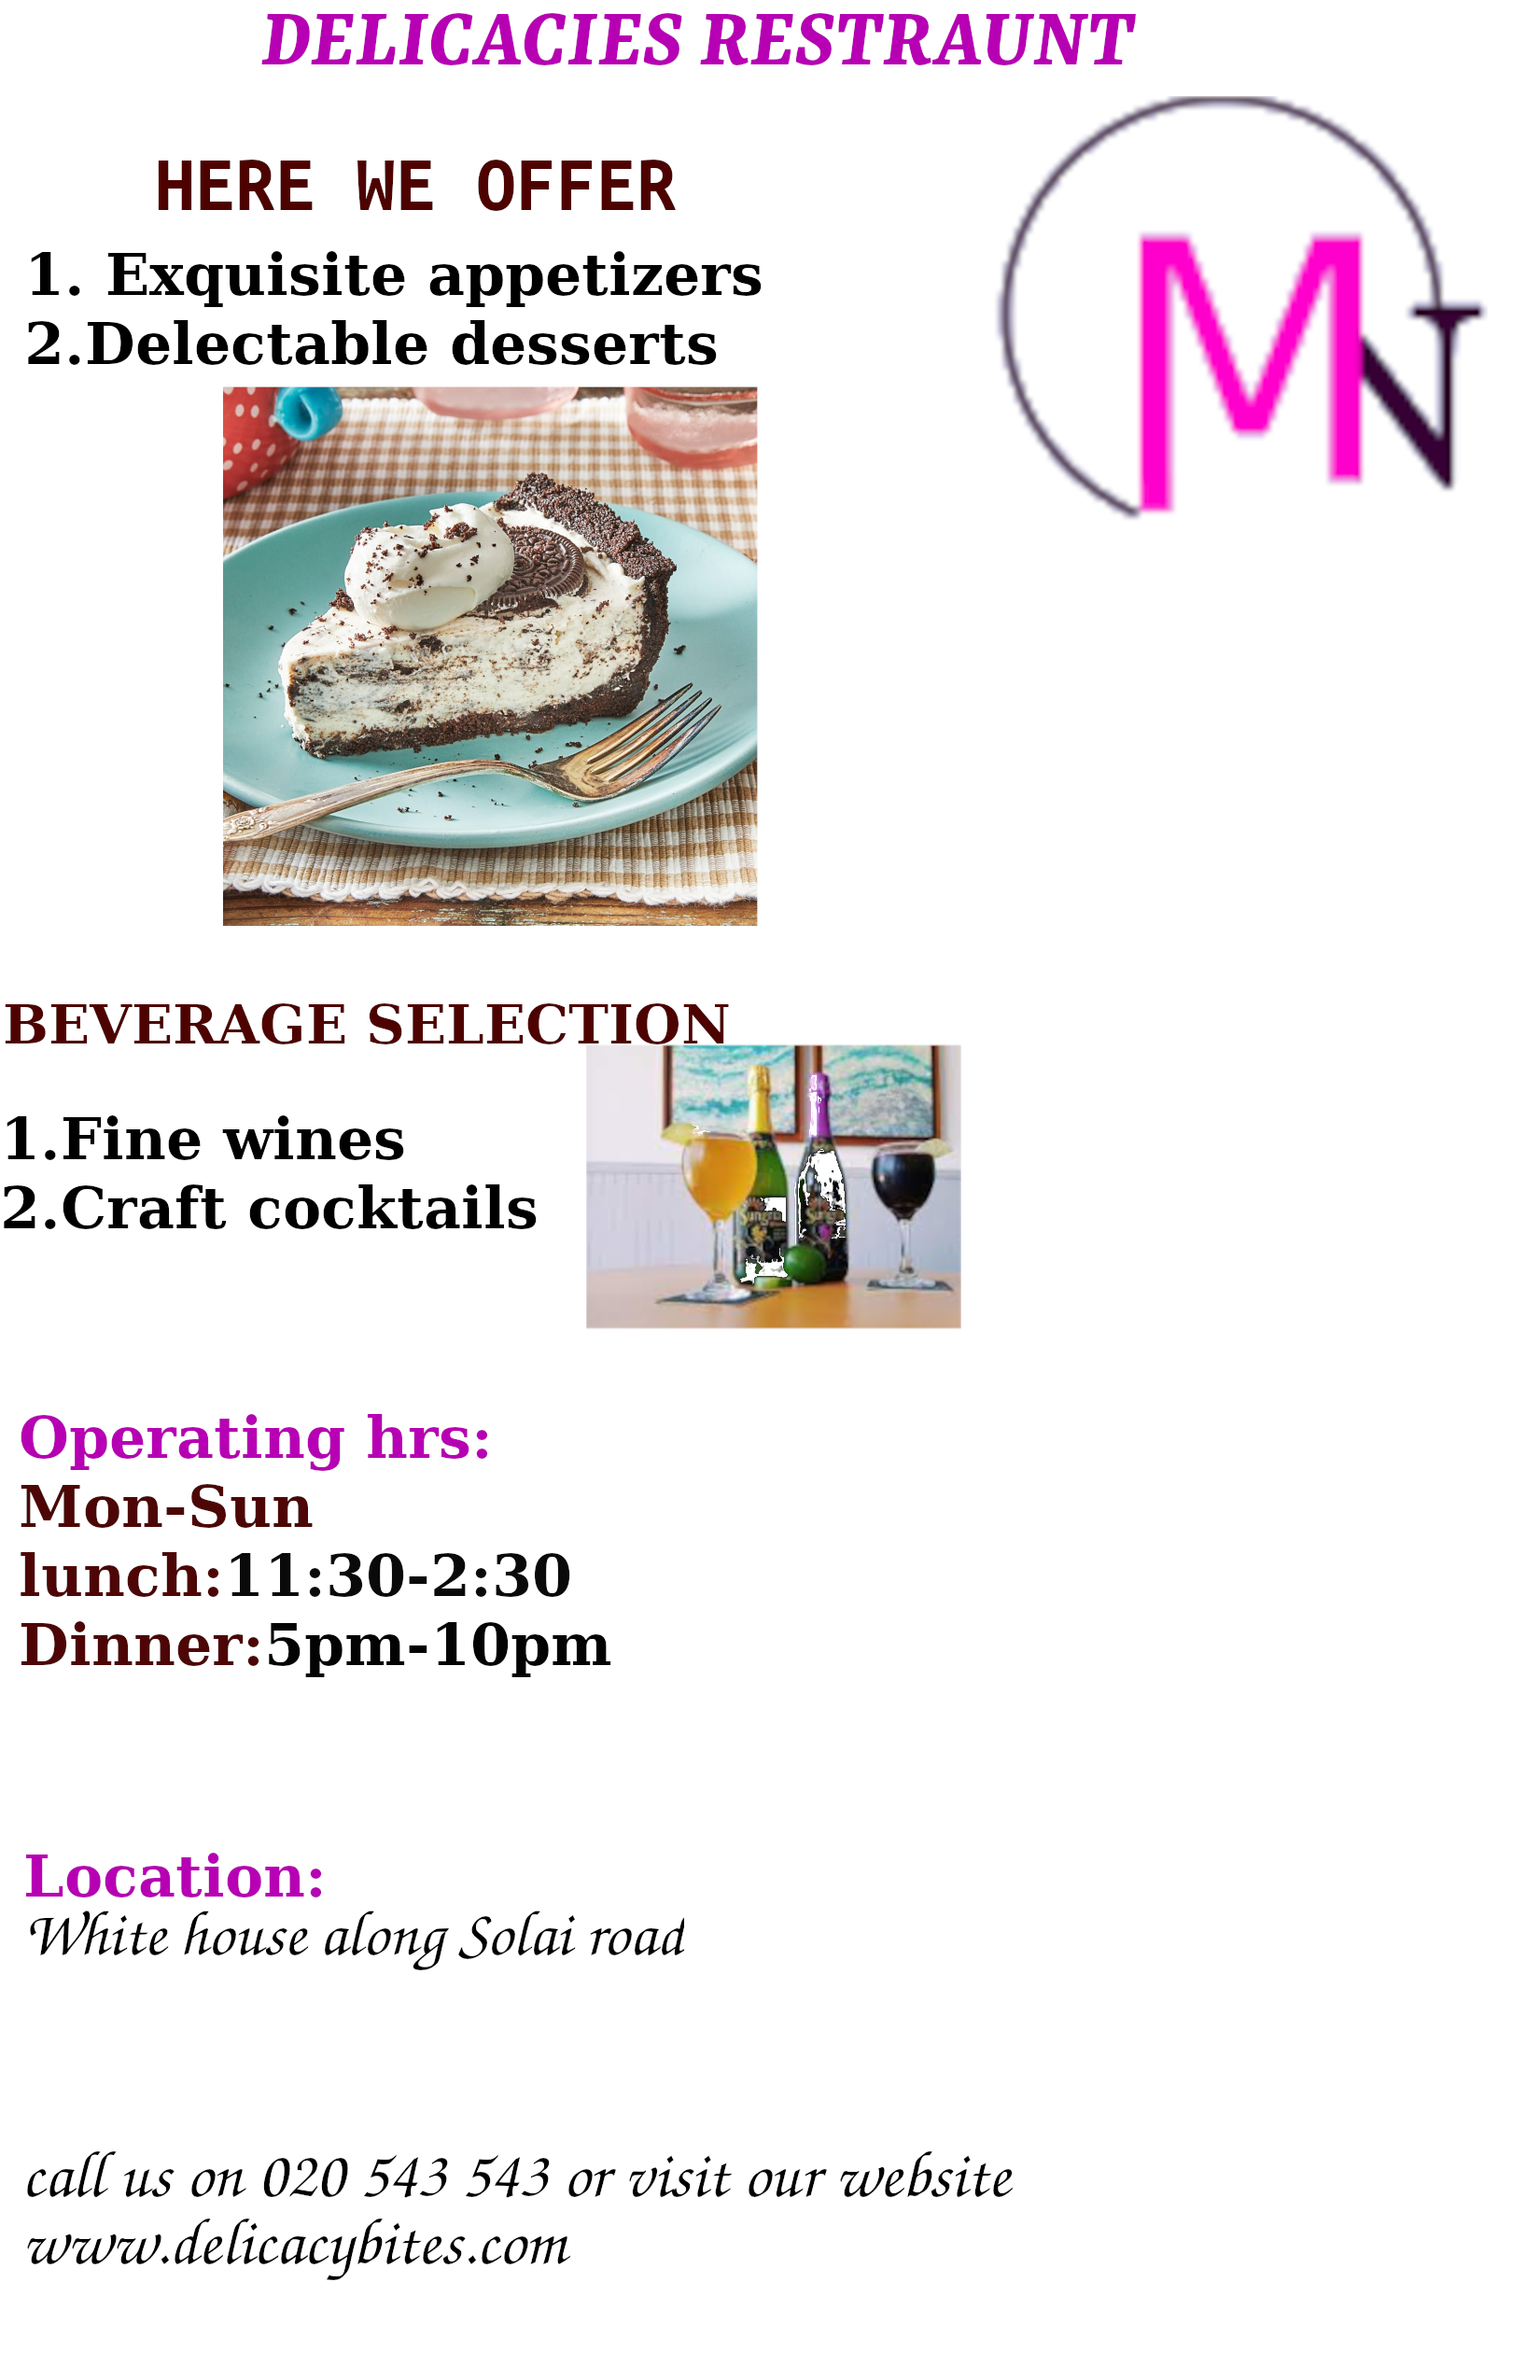 DELICACIES RESTRAUNT
HERE WE OFFER
1. Exquisite appetizers
2.Delectable desserts
MN
BEVERAGE SELECTION
1.Fine wines
2.Craft cocktails
Operating hrs:
Mon-Sun
lunch:11:30-2:30
Dinner:5pm-10pm
Location:
White house along Solai road
call us on 020 543 543 or visit our website
www.delicacybites.com